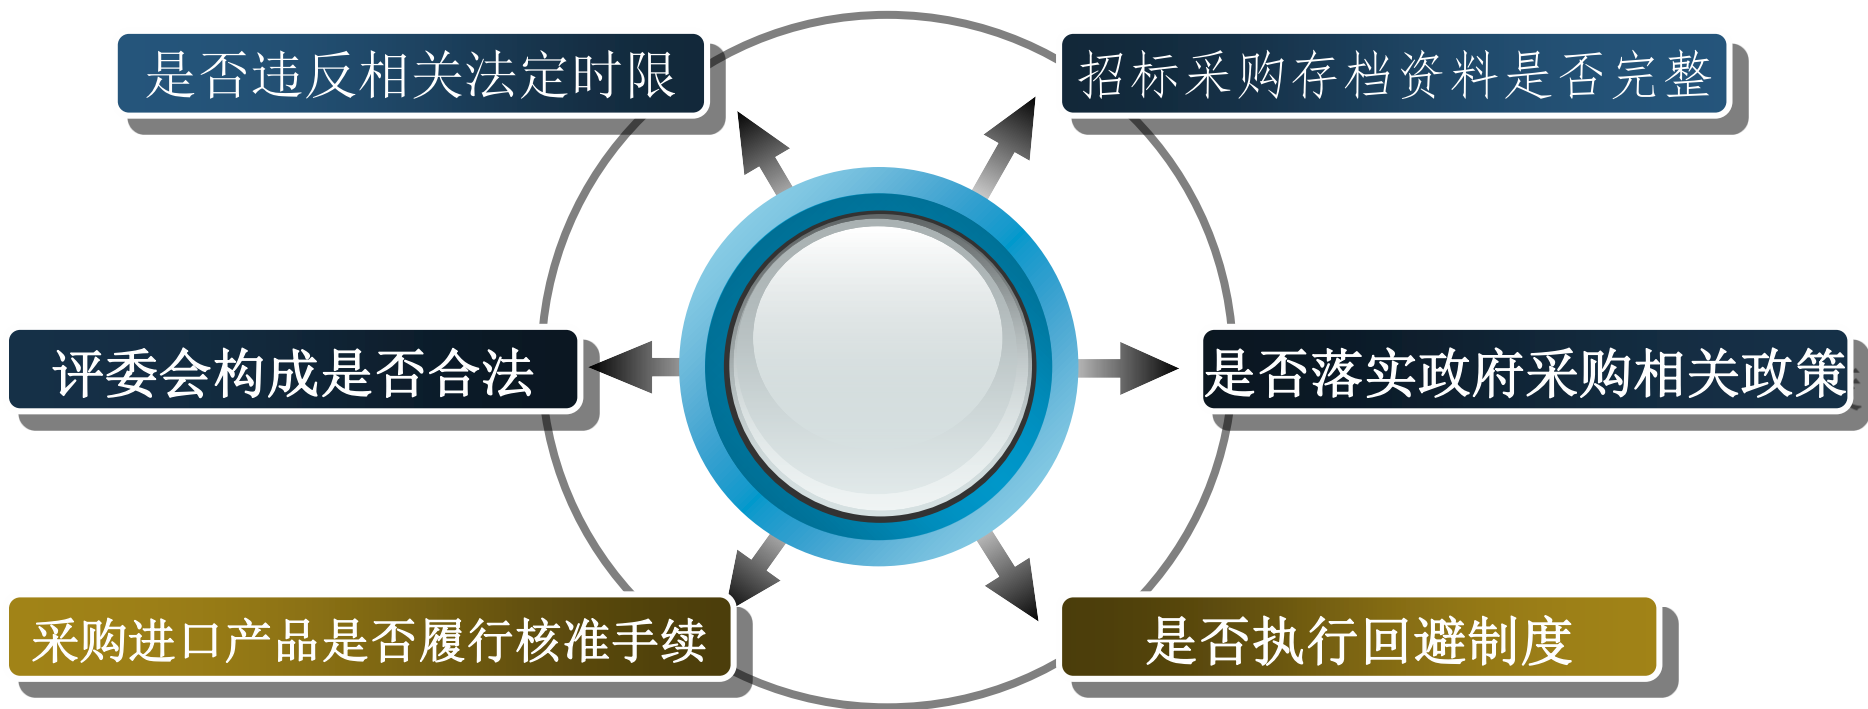 是否违反相关法定时限
招标采购存档资料是否完整
评委会构成是否合法
是否落实政府采购相关政策
采购进口产品是否履行核准手续
是否执行回避制度